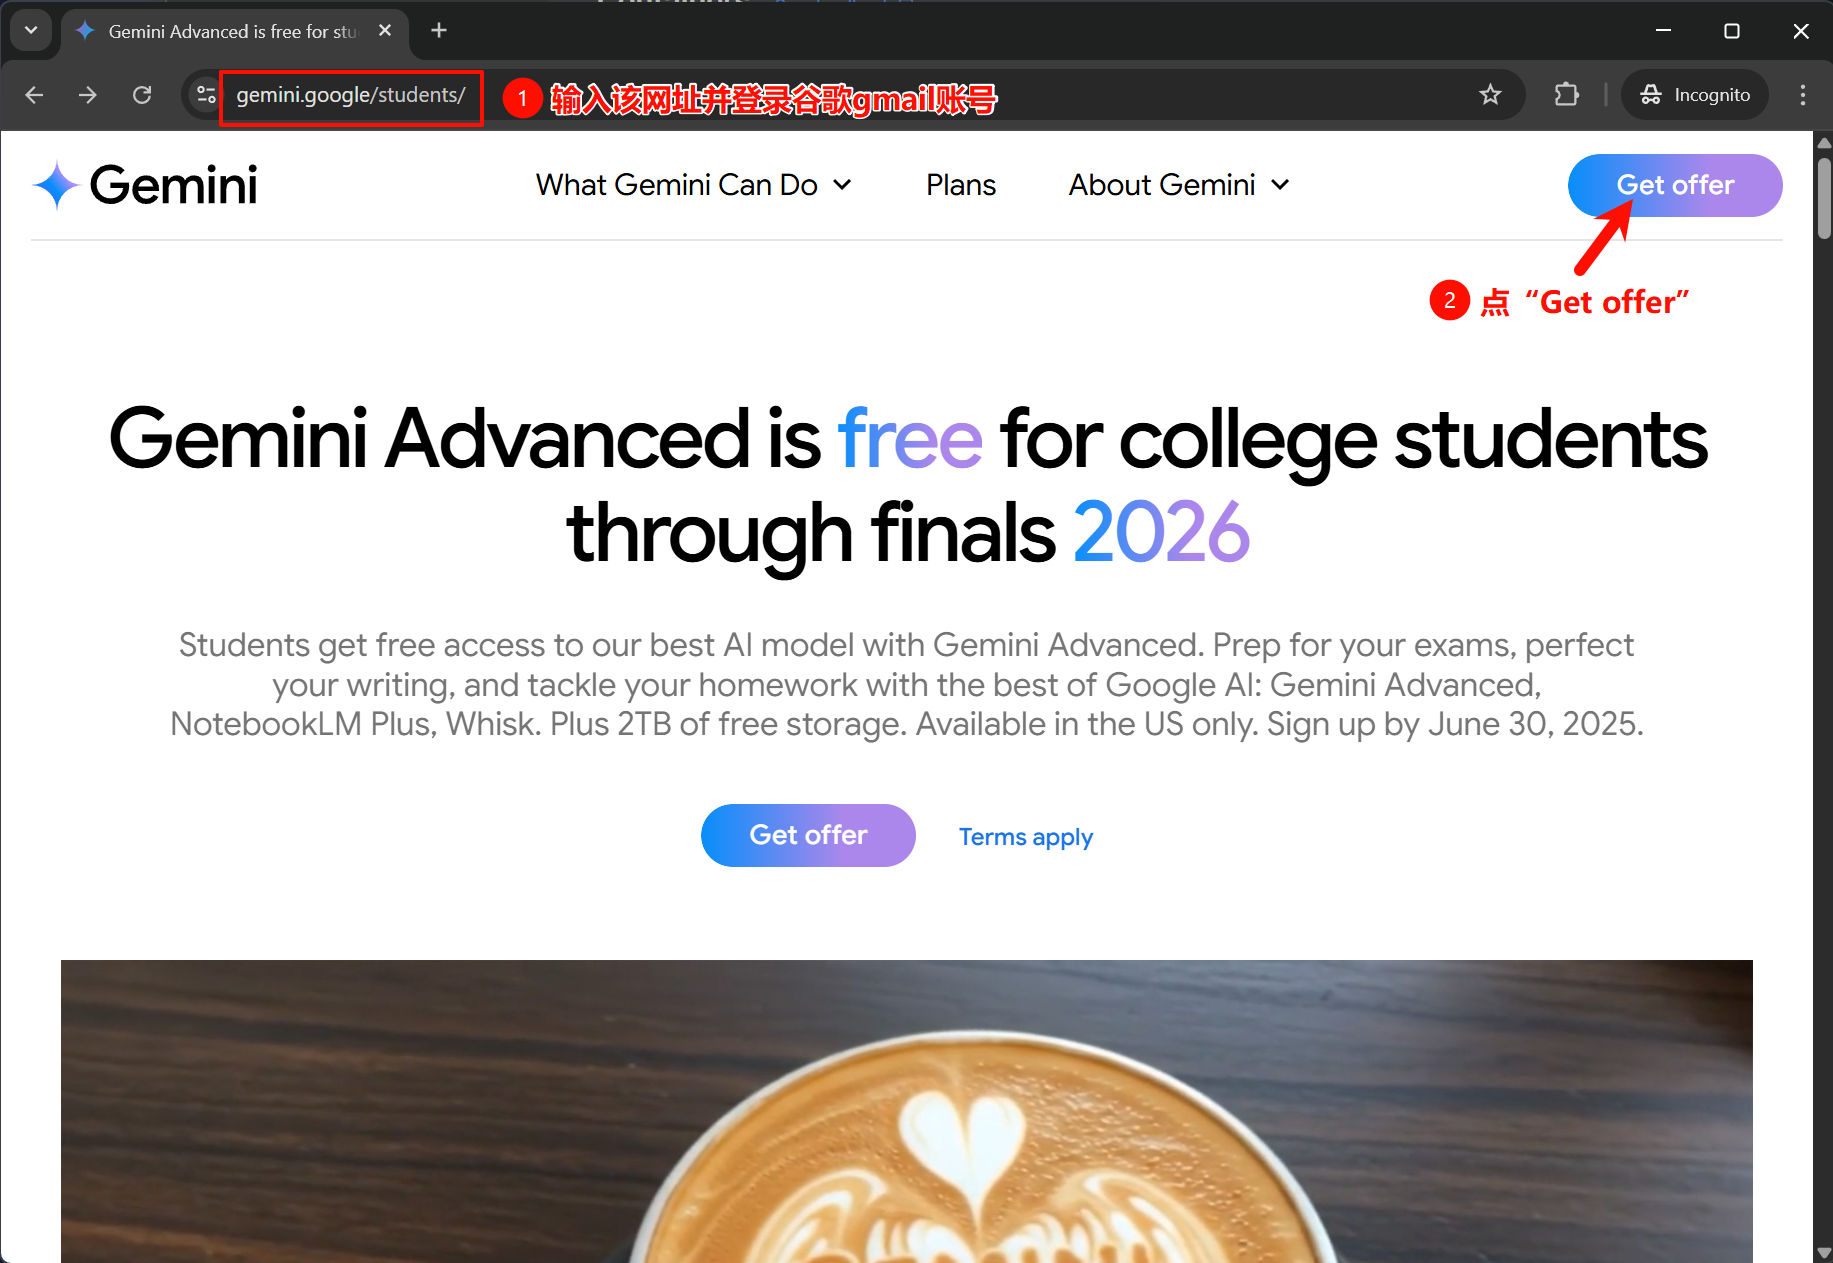 Gemini Advanced is free for stu
gemini.google/students/
1 输入该网址并登录谷歌gmail账号
Incognito
Gemini
What Gemini Can Do
Plans
About Gemini
Get offer
2 点 “Get offer”
Gemini Advanced is free for college students
through finals 2026
Students get free access to our best AI model with Gemini Advanced. Prep for your exams, perfect
your writing, and tackle your homework with the best of Google AI: Gemini Advanced,
NotebookLM Plus, Whisk. Plus 2TB of free storage. Available in the US only. Sign up by June 30, 2025.
Get offer
Terms apply